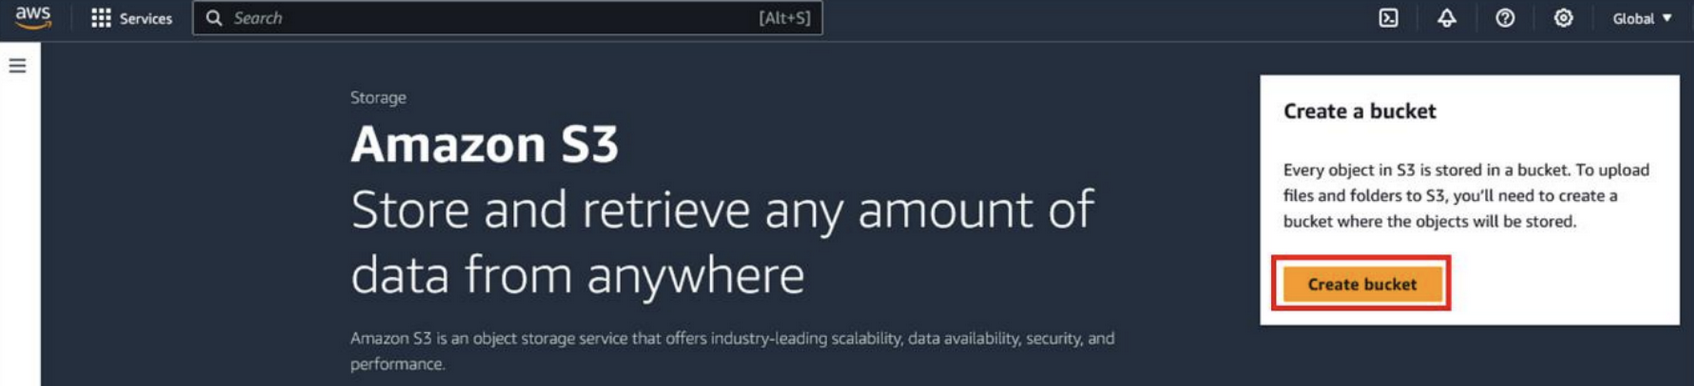 aws Services Search [Alt+S] Global
Storage
Amazon S3
Store and retrieve any amount of
data from anywhere
Amazon S3 is an object storage service that offers industry-leading scalability, data availability, security, and
performance.
Create a bucket
Every object in S3 is stored in a bucket. To upload
files and folders to S3, you'll need to create a
bucket where the objects will be stored.
Create bucket